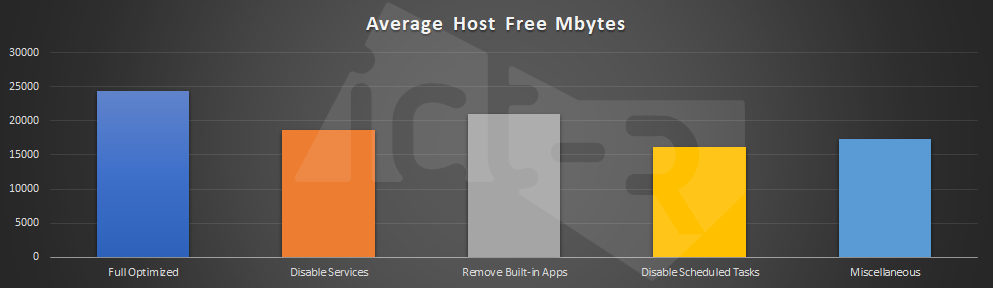 Average Host Free Mbytes
30000
25000
20000
15000
10000
5000
0
Full Optimized
Disable Services
Remove Built-in Apps
Disable Scheduled Tasks
Miscellaneous
ict-R